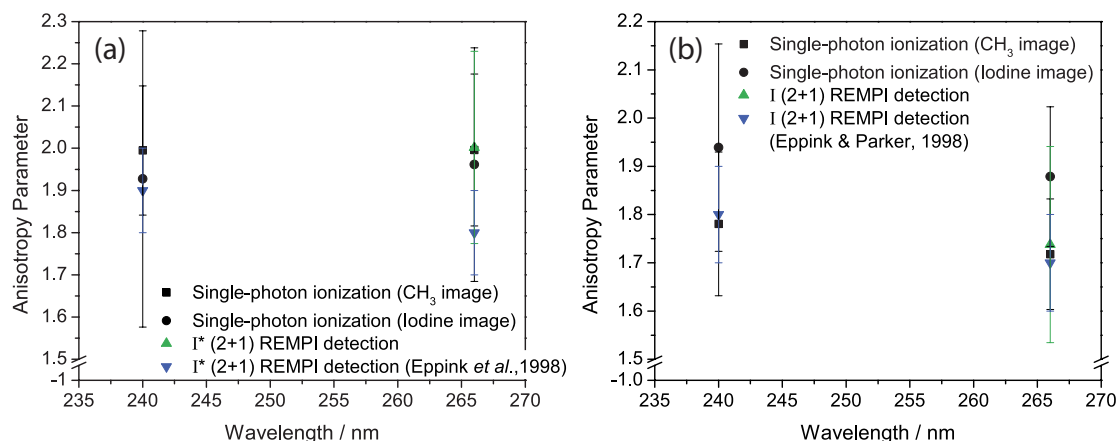 (a)
2.3
2.2
2.1
2.0
1.9
1.8
1.7
1.6
1.5
-1
Anisotropy Parameter
Single-photon ionization (CH3 image)
Single-photon ionization (Iodine image)
I* (2+1) REMPI detection
I* (2+1) REMPI detection (Eppink et al.,1998)
235 240 245 250 255 260 265 270
Wavelength / nm
(b)
2.2
2.1
2.0
1.9
1.8
1.7
1.6
1.5
-1.0
Anisotropy Parameter
Single-photon ionization (CH3 image)
Single-photon ionization (Iodine image)
I (2+1) REMPI detection
I (2+1) REMPI detection
(Eppink & Parker, 1998)
235 240 245 250 255 260 265 270
Wavelength / nm